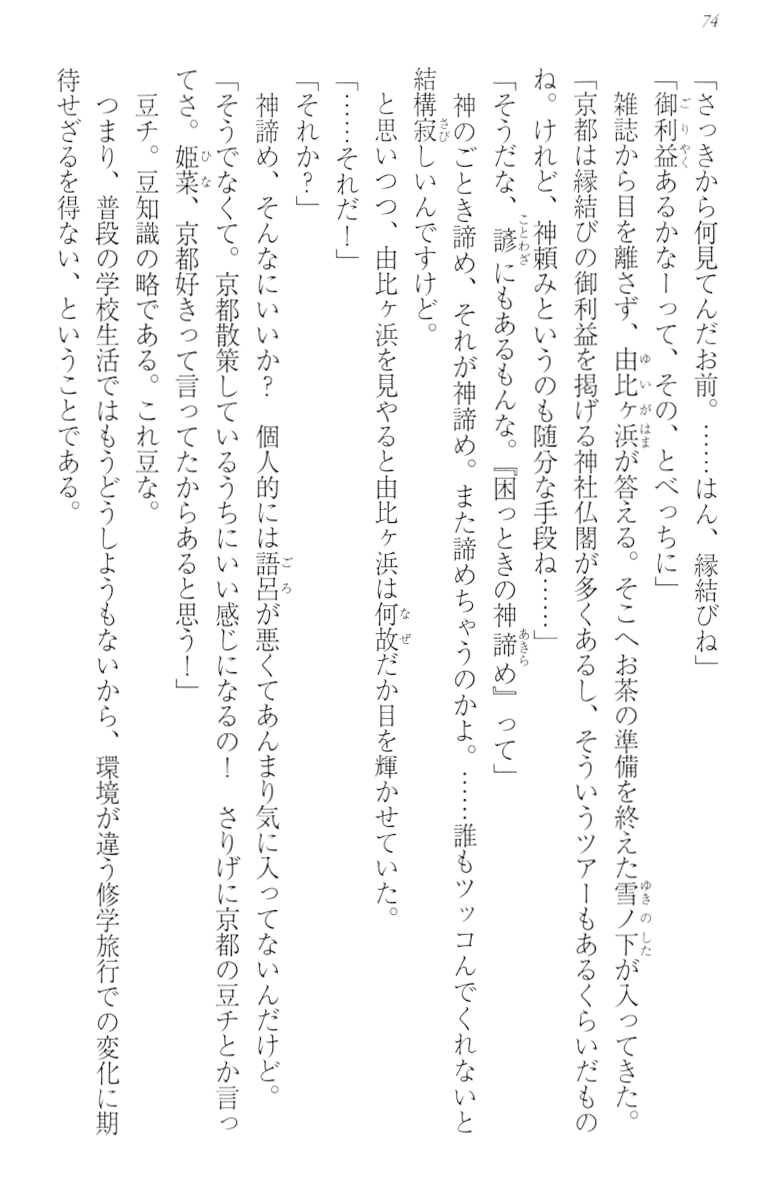 74
「さっきから何見てんだお前。……はん、縁結びね」
「御利益あるかなーって、その、とべっちに」
雑誌から目を離さず、由比ヶ浜が答える。そこへお茶の準備を終えた雪ノ下が入ってきた。
「京都は縁結びの御利益を掲げる神社仏閣が多くあるし、そういうツアーもあるくらいだもの
ね。けれど、神頼みというのも随分な手段ね……」
「そうだな、諺にもあるもんな。『困っときの神諦め』って」
神のごとき諦め、それが神諦め。また諦めちゃうのかよ。……誰もツッコんでくれないと
結構寂しいんですけど。
と思いつつ、由比ヶ浜を見やると由比ヶ浜は何故だか目を輝かせていた。
「……それだ！」
「それか？」
神諦め、そんなにいいか？　個人的には語呂が悪くてあんまり気に入ってないんだけど。
「そうでなくて。京都散策しているうちにいい感じになるの！　さりげに京都の豆チとか言っ
てさ。姫菜、京都好きって言ってたからあると思う！」
豆チ。豆知識の略である。これ豆な。
つまり、普段の学校生活ではもうどうしようもないから、環境が違う修学旅行での変化に期
待せざるを得ない、ということである。